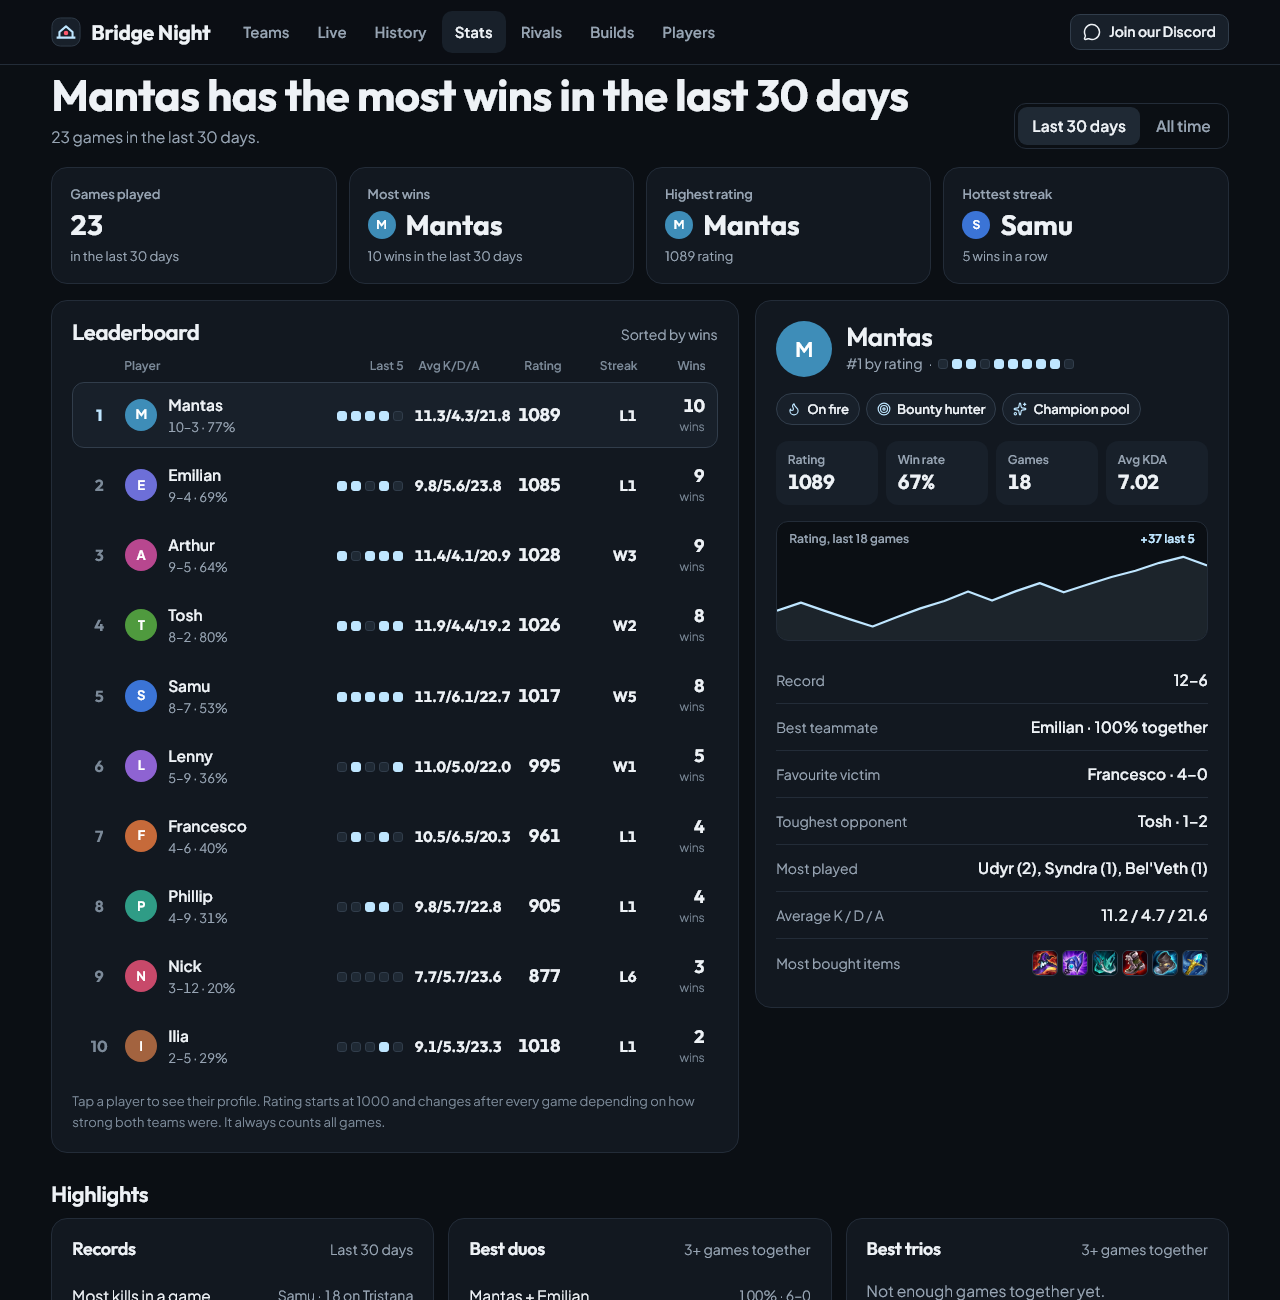 Bridge Night
Teams Live History Stats Rivals Builds Players
Join our Discord
Mantas has the most wins in the last 30 days
23 games in the last 30 days.
Last 30 days All time
Games played
23
in the last 30 days
Most wins
M Mantas
10 wins in the last 30 days
Highest rating
M Mantas
1089 rating
Hottest streak
S Samu
5 wins in a row
Leaderboard
Sorted by wins
Player Last 5 Avg K/D/A Rating Streak Wins
1 M Mantas 11.3/4.3/21.8 1089 L1 10
10–3 · 77% wins
2 E Emilian 9.8/5.6/23.8 1085 L1 9
9–4 · 69% wins
3 A Arthur 11.4/4.1/20.9 1028 W3 9
9–5 · 64% wins
4 T Tosh 11.9/4.4/19.2 1026 W2 8
8–2 · 80% wins
5 S Samu 11.7/6.1/22.7 1017 W5 8
8–7 · 53% wins
6 L Lenny 11.0/5.0/22.0 995 W1 5
5–9 · 36% wins
7 F Francesco 10.5/6.5/20.3 961 L1 4
4–6 · 40% wins
8 P Phillip 9.8/5.7/22.8 905 L1 4
4–9 · 31% wins
9 N Nick 7.7/5.7/23.6 877 L6 3
3–12 · 20% wins
10 I Ilia 9.1/5.3/23.3 1018 L1 2
2–5 · 29% wins
Tap a player to see their profile. Rating starts at 1000 and changes after every game depending on how
strong both teams were. It always counts all games.
M Mantas
#1 by rating ·
On fire Bounty hunter Champion pool
Rating
1089
Win rate
67%
Games
18
Avg KDA
7.02
Rating, last 18 games +37 last 5
Record 12–6
Best teammate Emilian · 100% together
Favourite victim Francesco · 4–0
Toughest opponent Tosh · 1–2
Most played Udyr (2), Syndra (1), Bel'Veth (1)
Average K / D / A 11.2 / 4.7 / 21.6
Most bought items
Highlights
Records Last 30 days
Most kills in a game Samu · 18 on Tristana
Best duos 3+ games together
Mantas + Emilian 100% · 6–0
Best trios 3+ games together
Not enough games together yet.